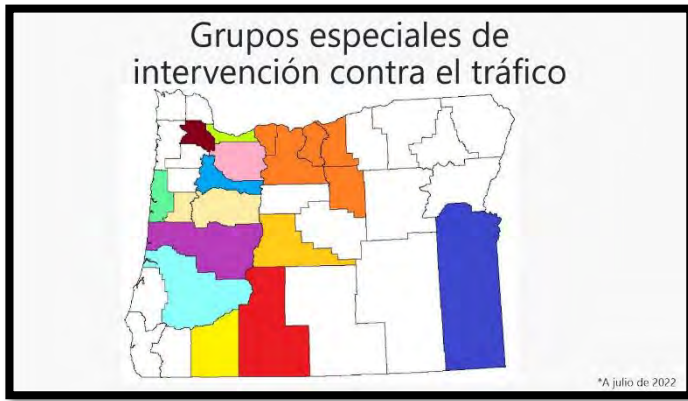 Grupos especiales de
intervención contra el tráfico
*A julio de 2022